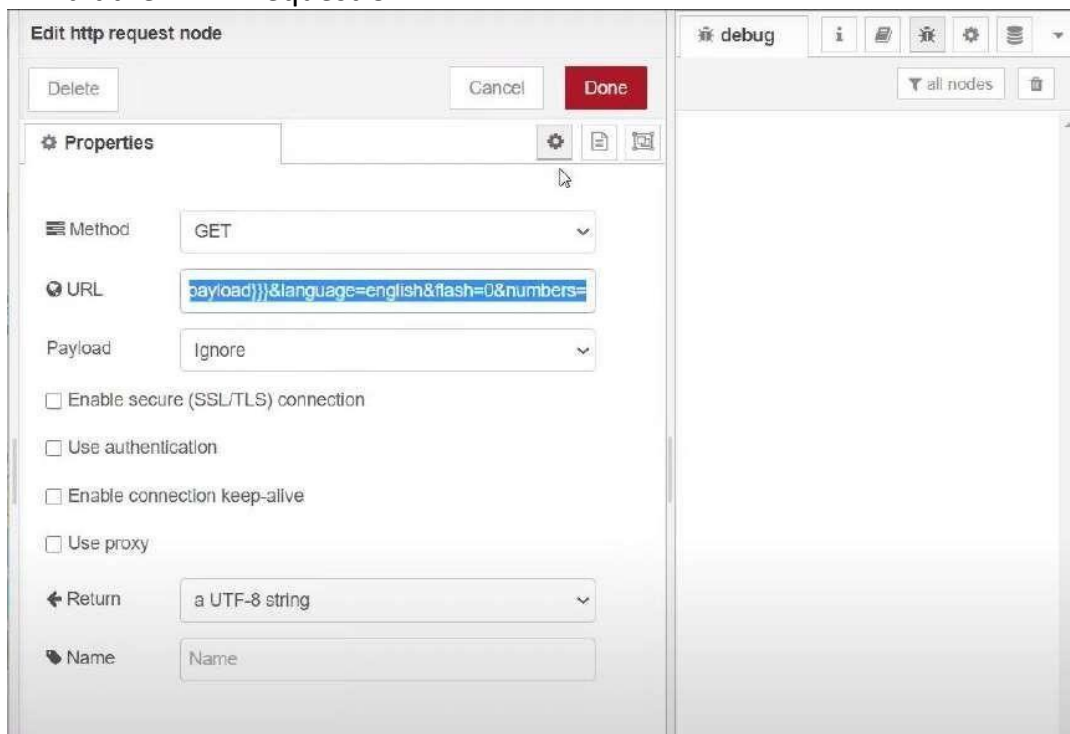 Edit http request node
debug
Delete
Cancel
Done
all nodes
Properties
Method
GET
URL
payload}}}&language=english&flash=0&numbers=
Payload
Ignore
Enable secure (SSL/TLS) connection
Use authentication
Enable connection keep-alive
Use proxy
Return
a UTF-8 string
Name
Name